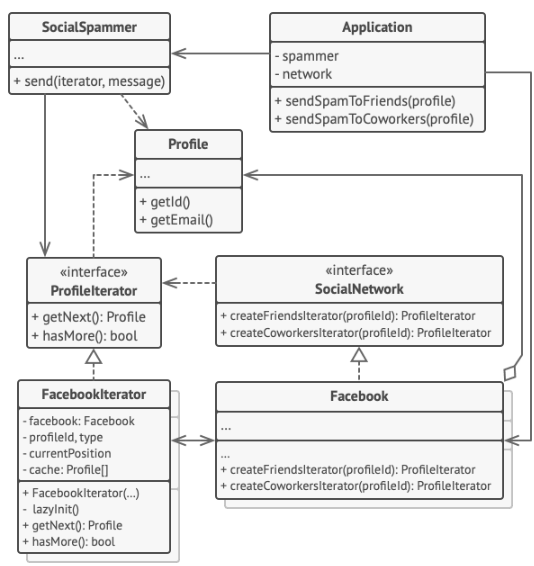 SocialSpammer
...
+ send(iterator, message)
Application
- spammer
- network
+ sendSpamToFriends(profile)
+ sendSpamToCoworkers(profile)
Profile
...
+ getId()
+ getEmail()
«interface»
ProfileIterator
+ getNext(): Profile
+ hasMore(): bool
«interface»
SocialNetwork
+ createFriendsIterator(profileId): ProfileIterator
+ createCoworkersIterator(profileId): ProfileIterator
FacebookIterator
- facebook: Facebook
- profileId, type
- currentPosition
- cache: Profile[]
+ FacebookIterator(...)
- lazyInit()
+ getNext(): Profile
+ hasMore(): bool
Facebook
...
...
+ createFriendsIterator(profileId): ProfileIterator
+ createCoworkersIterator(profileId): ProfileIterator